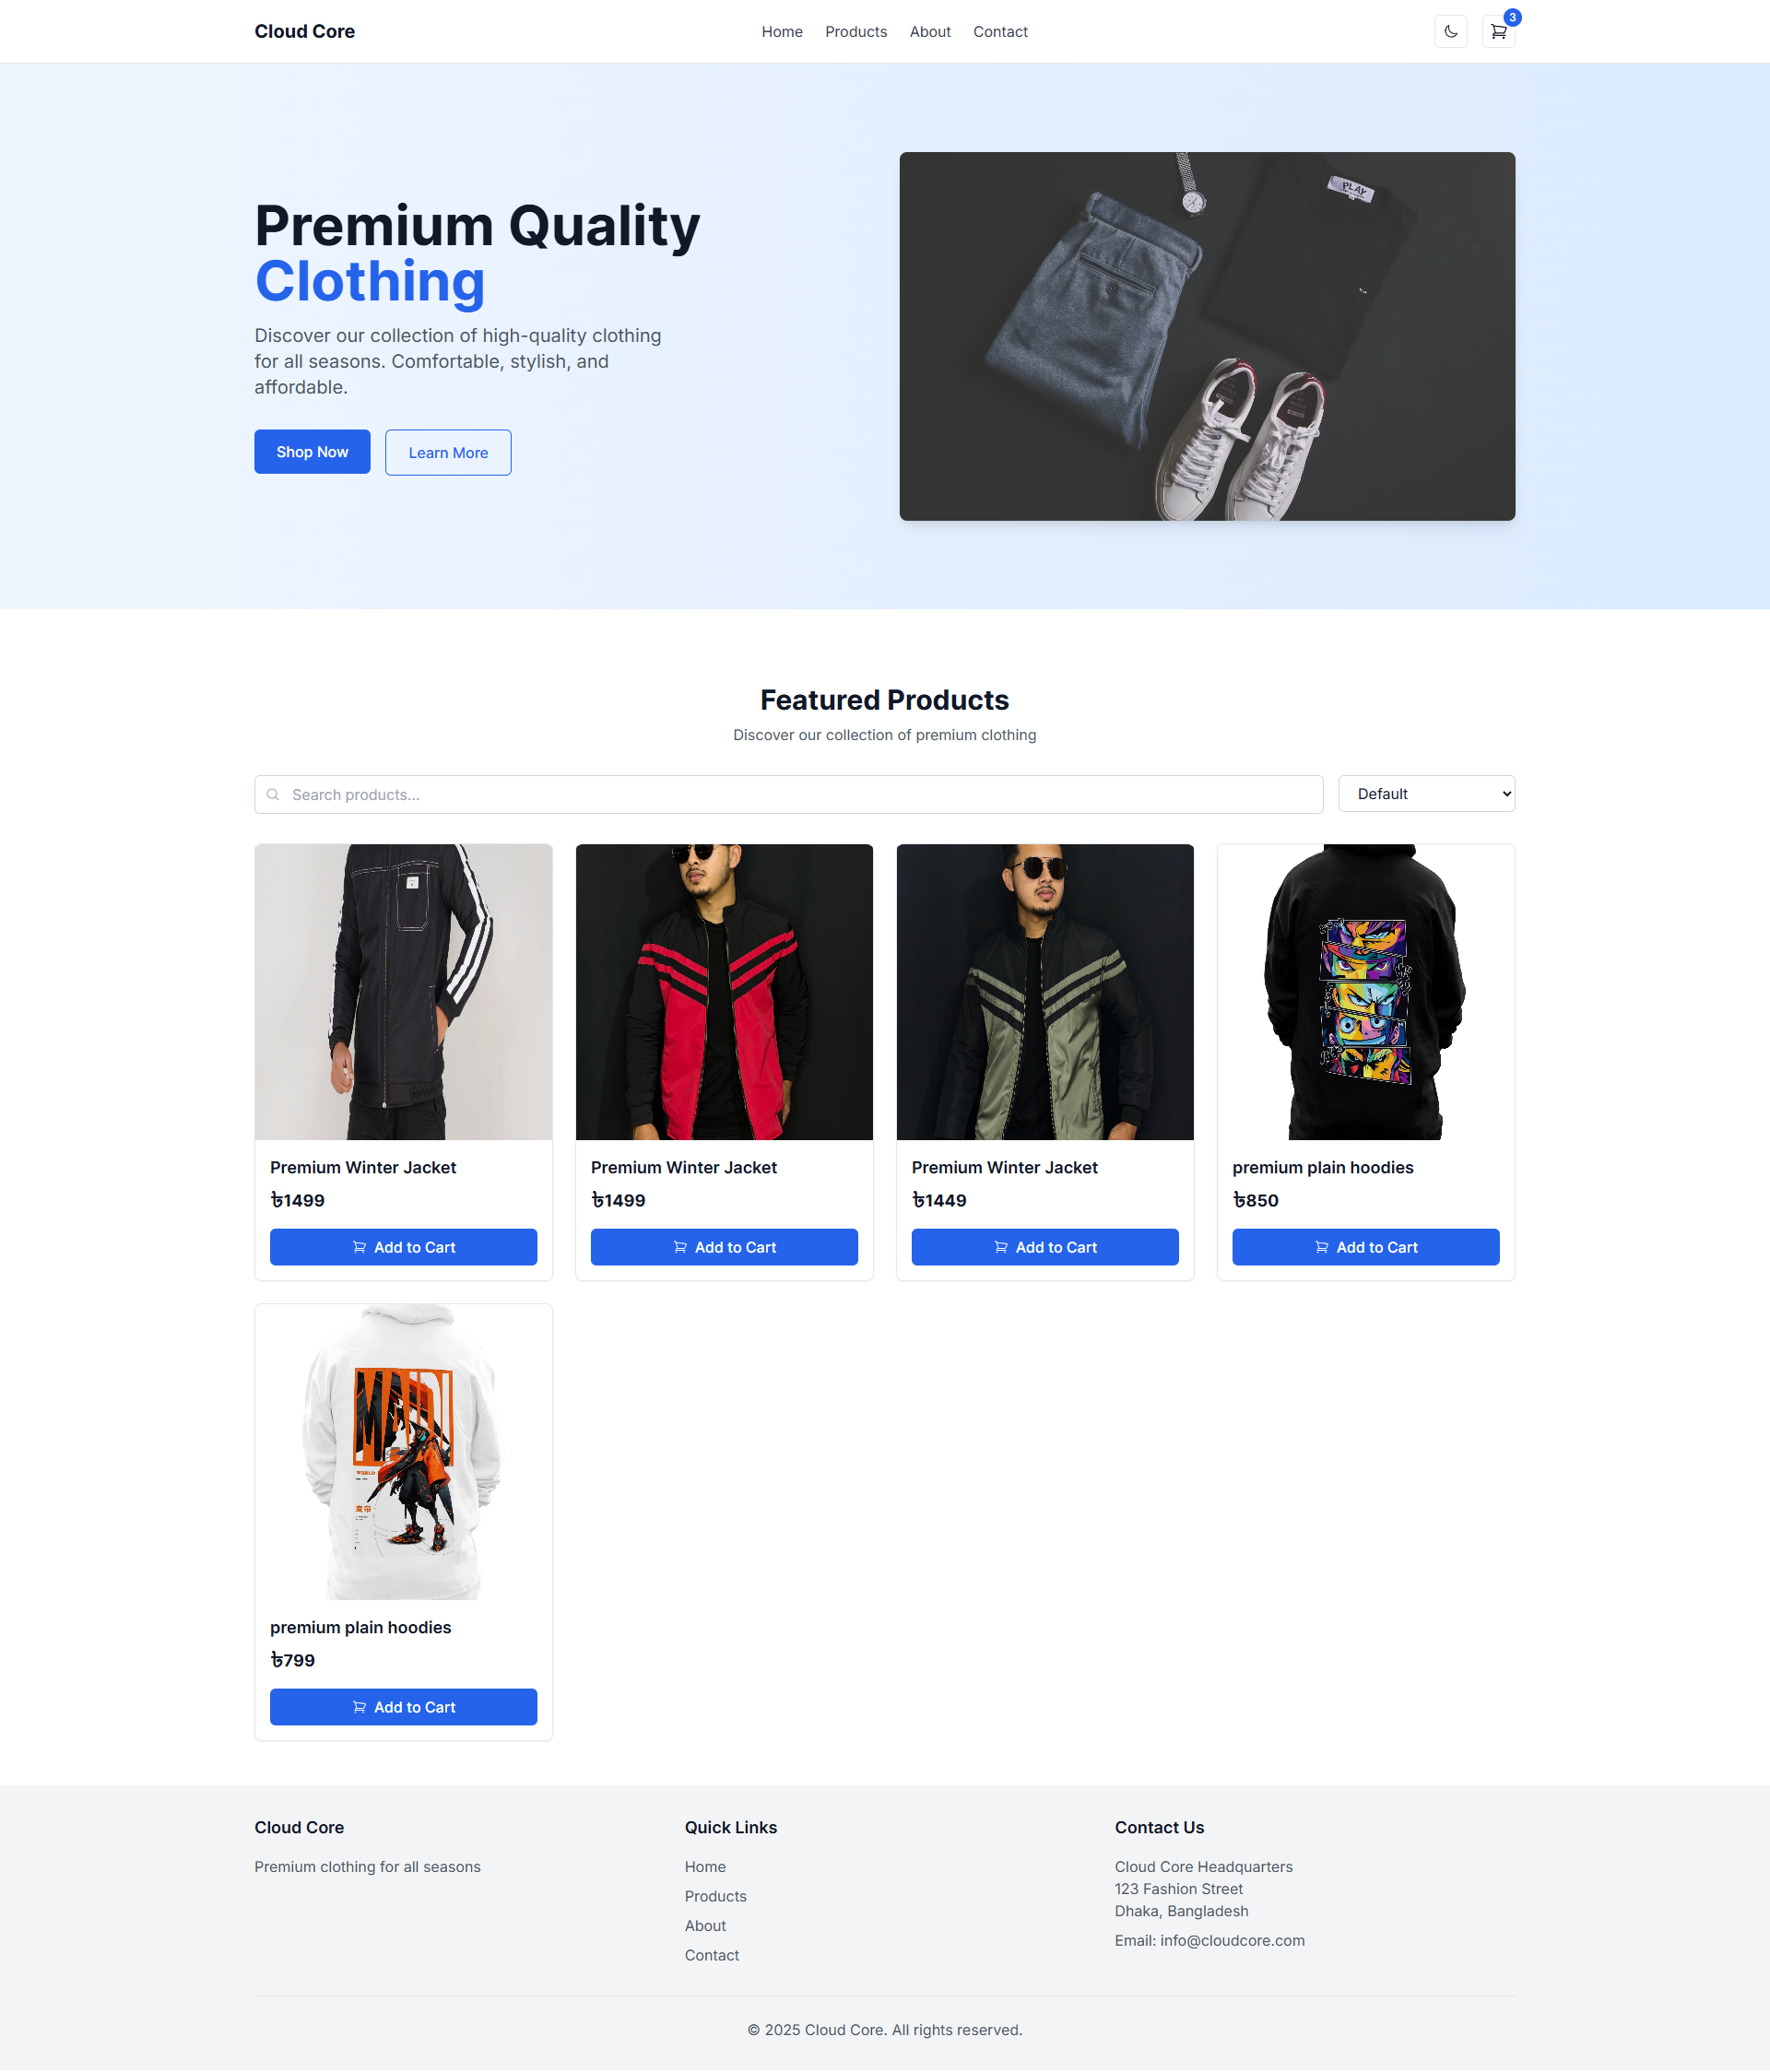 Cloud Core
Home Products About Contact
3
Premium Quality
Clothing
Discover our collection of high-quality clothing
for all seasons. Comfortable, stylish, and
affordable.
Shop Now Learn More
PLAY
Featured Products
Discover our collection of premium clothing
Search products...
Default
Premium Winter Jacket
৳1499
Add to Cart
Premium Winter Jacket
৳1499
Add to Cart
Premium Winter Jacket
৳1449
Add to Cart
premium plain hoodies
৳850
Add to Cart
WORLD
premium plain hoodies
৳799
Add to Cart
Cloud Core
Premium clothing for all seasons
Quick Links
Home
Products
About
Contact
Contact Us
Cloud Core Headquarters
123 Fashion Street
Dhaka, Bangladesh
Email: info@cloudcore.com
© 2025 Cloud Core. All rights reserved.